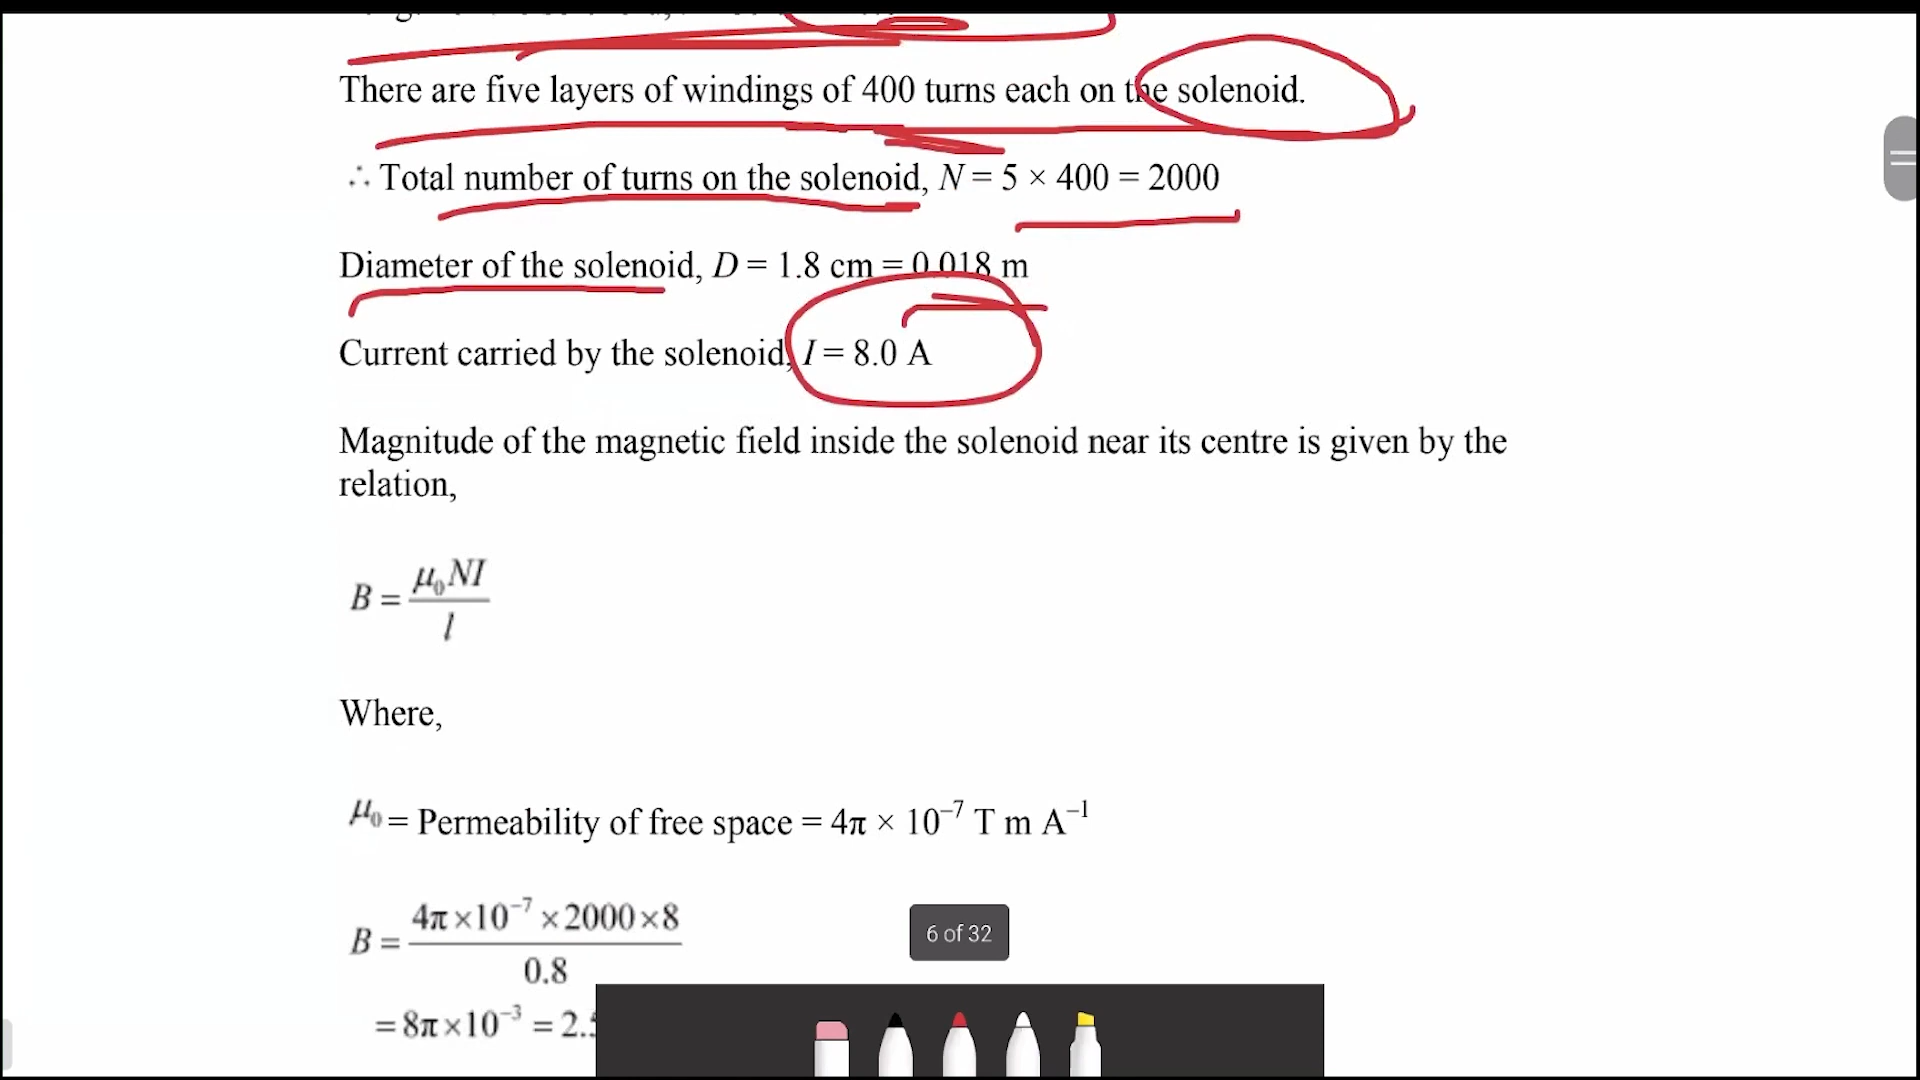 There are five layers of windings of 400 turns each on the solenoid.
∴ Total number of turns on the solenoid, N = 5 × 400 = 2000
Diameter of the solenoid, D = 1.8 cm = 0.018 m
Current carried by the solenoid, I = 8.0 A
Magnitude of the magnetic field inside the solenoid near its centre is given by the
relation,
B = μ₀NI / l
Where,
μ₀ = Permeability of free space = 4π × 10⁻⁷ T m A⁻¹
B = 4π×10⁻⁷×2000×8 / 0.8
= 8π×10⁻³ = 2.
6 of 32